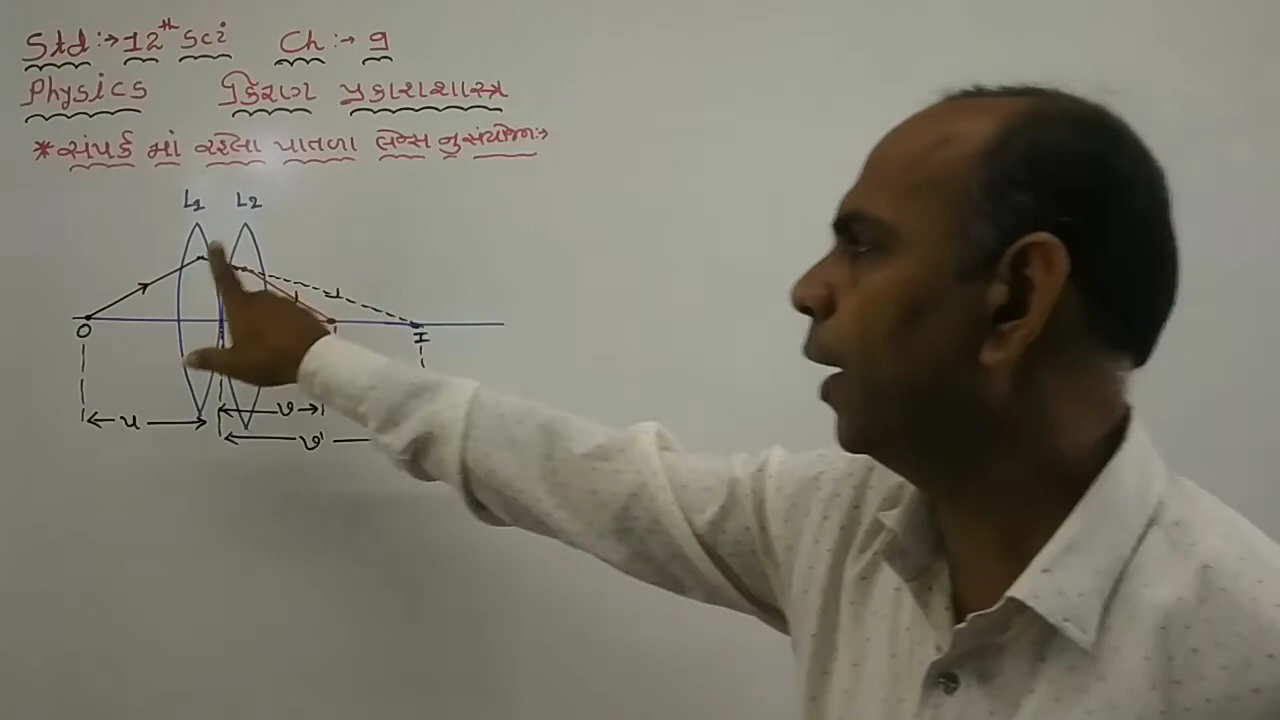 Std:→ 12th Sci Ch:→ 9
Physics કિરણ પ્રકાશશાસ્ત્ર
* સંપર્ક માં રહેલા પાતળા લેન્સ નુ સંયોજન:→
L1 L2
O I
u v
v'